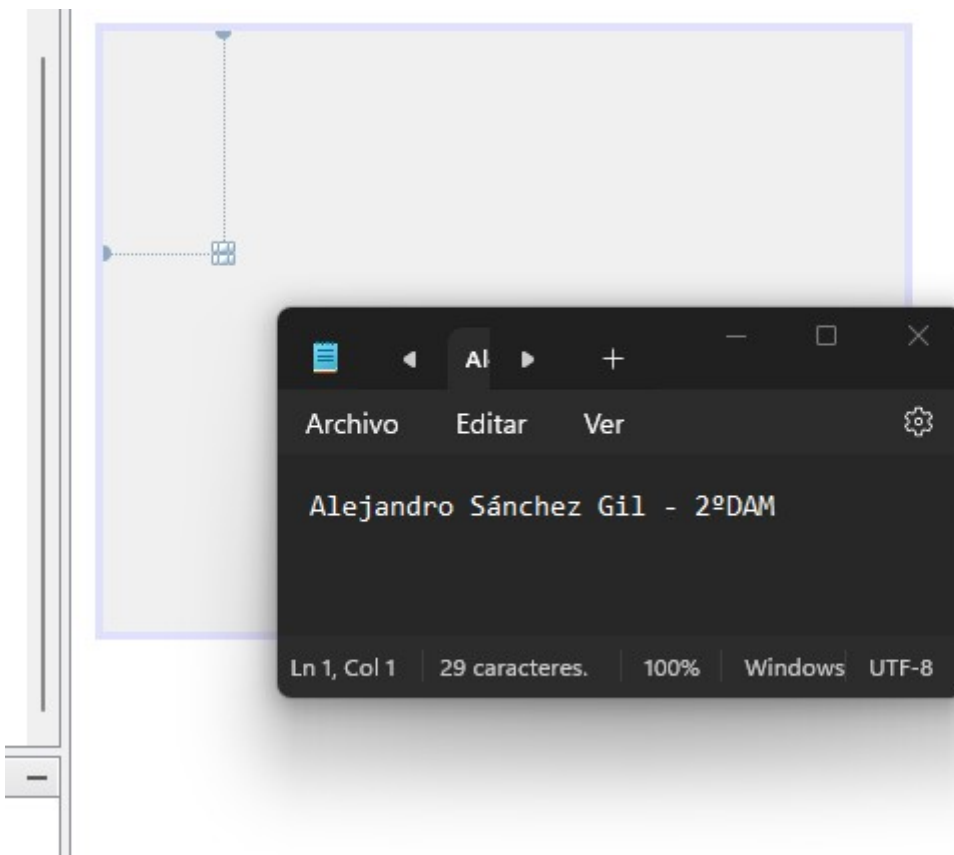 Al
Archivo Editar Ver
Alejandro Sánchez Gil - 2ºDAM
Ln 1, Col 1 29 caracteres. 100% Windows UTF-8